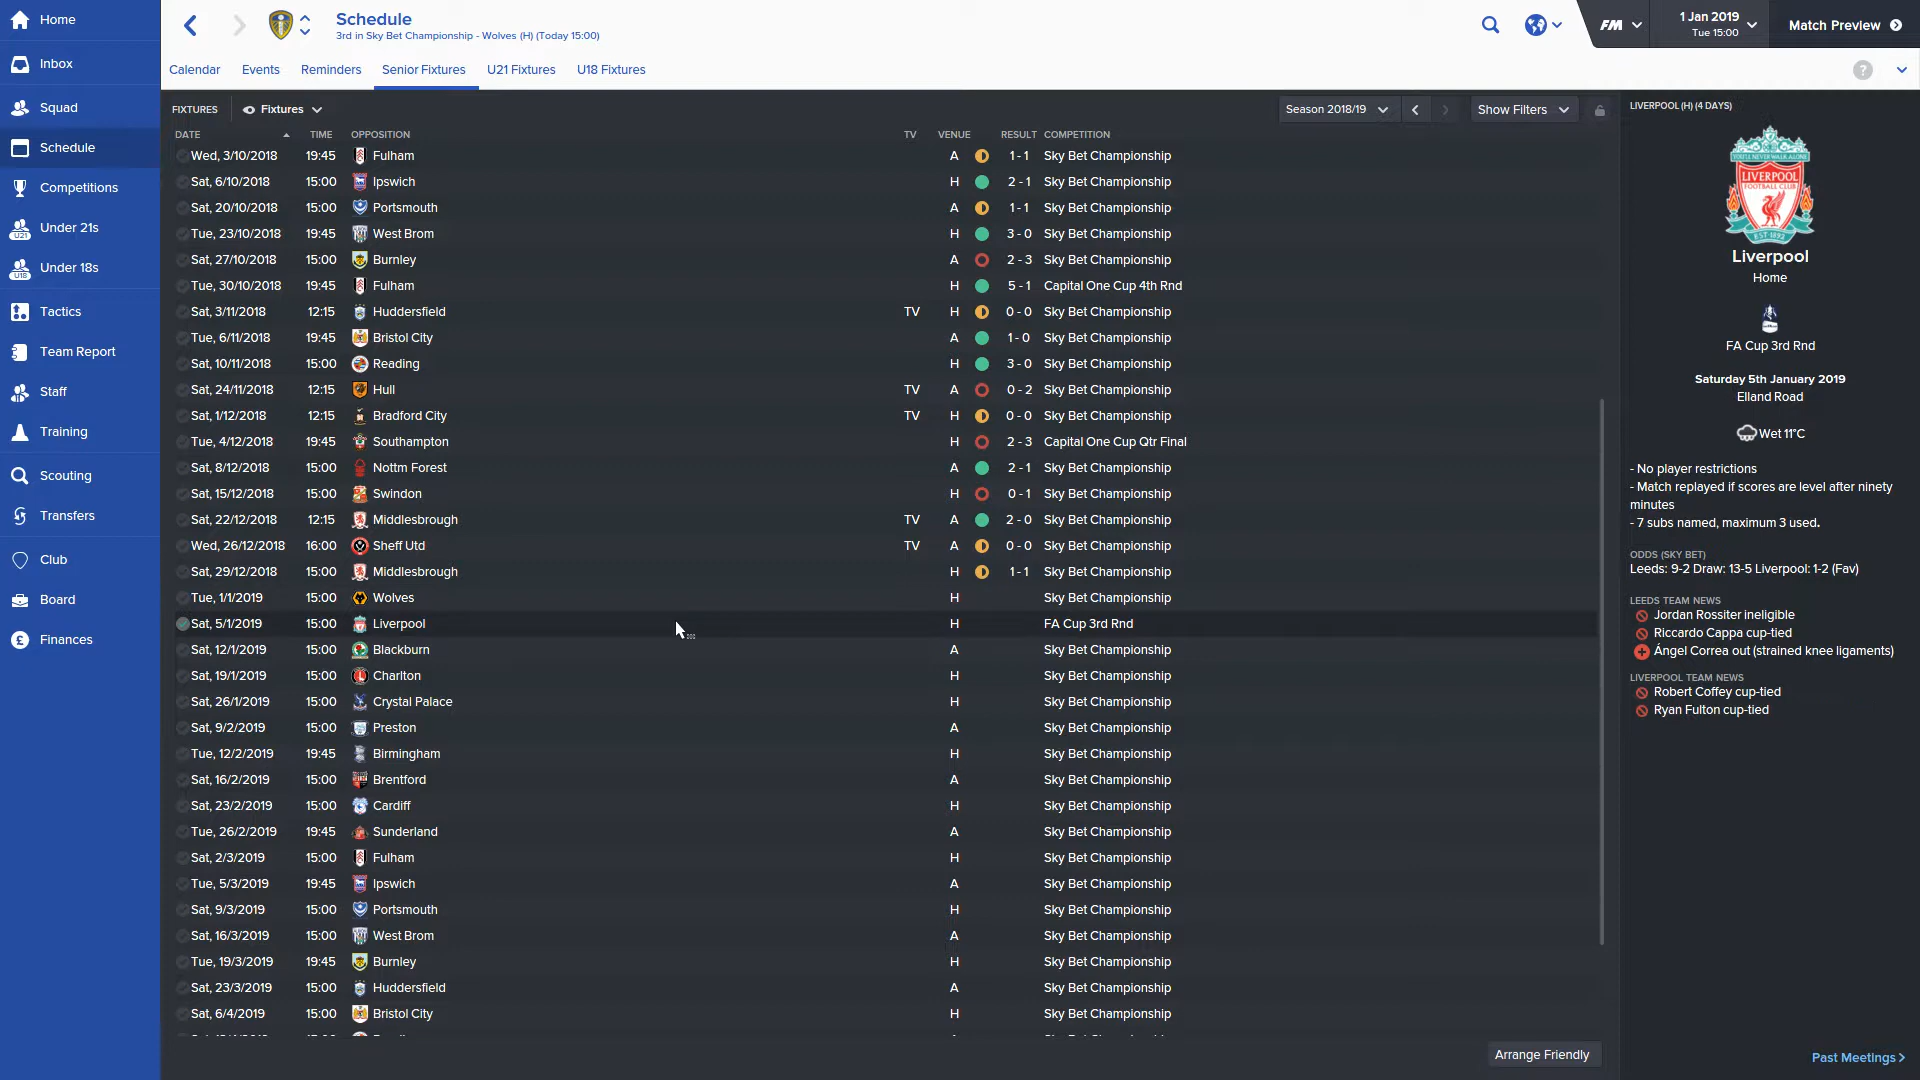 Home
Inbox
Squad
Schedule
Competitions
Under 21s
Under 18s
Tactics
Team Report
Staff
Training
Scouting
Transfers
Club
Board
Finances
Schedule
3rd in Sky Bet Championship - Wolves (H) (Today 15:00)
FM
1 Jan 2019
Tue 15:00
Match Preview
Calendar Events Reminders Senior Fixtures U21 Fixtures U18 Fixtures
FIXTURES Fixtures Season 2018/19 Show Filters
DATE TIME OPPOSITION TV VENUE RESULT COMPETITION
Wed, 3/10/2018 19:45 Fulham A 1 - 1 Sky Bet Championship
Sat, 6/10/2018 15:00 Ipswich H 2 - 1 Sky Bet Championship
Sat, 20/10/2018 15:00 Portsmouth A 1 - 1 Sky Bet Championship
Tue, 23/10/2018 19:45 West Brom H 3 - 0 Sky Bet Championship
Sat, 27/10/2018 15:00 Burnley A 2 - 3 Sky Bet Championship
Tue, 30/10/2018 19:45 Fulham H 5 - 1 Capital One Cup 4th Rnd
Sat, 3/11/2018 12:15 Huddersfield TV H 0 - 0 Sky Bet Championship
Tue, 6/11/2018 19:45 Bristol City A 1 - 0 Sky Bet Championship
Sat, 10/11/2018 15:00 Reading H 3 - 0 Sky Bet Championship
Sat, 24/11/2018 12:15 Hull TV A 0 - 2 Sky Bet Championship
Sat, 1/12/2018 12:15 Bradford City TV H 0 - 0 Sky Bet Championship
Tue, 4/12/2018 19:45 Southampton H 2 - 3 Capital One Cup Qtr Final
Sat, 8/12/2018 15:00 Nottm Forest A 2 - 1 Sky Bet Championship
Sat, 15/12/2018 15:00 Swindon H 0 - 1 Sky Bet Championship
Sat, 22/12/2018 12:15 Middlesbrough TV A 2 - 0 Sky Bet Championship
Wed, 26/12/2018 16:00 Sheff Utd TV A 0 - 0 Sky Bet Championship
Sat, 29/12/2018 15:00 Middlesbrough H 1 - 1 Sky Bet Championship
Tue, 1/1/2019 15:00 Wolves H Sky Bet Championship
Sat, 5/1/2019 15:00 Liverpool H FA Cup 3rd Rnd
Sat, 12/1/2019 15:00 Blackburn A Sky Bet Championship
Sat, 19/1/2019 15:00 Charlton H Sky Bet Championship
Sat, 26/1/2019 15:00 Crystal Palace H Sky Bet Championship
Sat, 9/2/2019 15:00 Preston A Sky Bet Championship
Tue, 12/2/2019 19:45 Birmingham H Sky Bet Championship
Sat, 16/2/2019 15:00 Brentford A Sky Bet Championship
Sat, 23/2/2019 15:00 Cardiff H Sky Bet Championship
Tue, 26/2/2019 19:45 Sunderland A Sky Bet Championship
Sat, 2/3/2019 15:00 Fulham H Sky Bet Championship
Tue, 5/3/2019 19:45 Ipswich A Sky Bet Championship
Sat, 9/3/2019 15:00 Portsmouth H Sky Bet Championship
Sat, 16/3/2019 15:00 West Brom A Sky Bet Championship
Tue, 19/3/2019 19:45 Burnley H Sky Bet Championship
Sat, 23/3/2019 15:00 Huddersfield A Sky Bet Championship
Sat, 6/4/2019 15:00 Bristol City H Sky Bet Championship
Arrange Friendly
LIVERPOOL (H) (4 DAYS)
YOU'LL NEVER WALK ALONE
LIVERPOOL
FOOTBALL CLUB
EST·1892
Liverpool
Home
FA Cup 3rd Rnd
Saturday 5th January 2019
Elland Road
Wet 11°C
- No player restrictions
- Match replayed if scores are level after ninety
minutes
- 7 subs named, maximum 3 used.
ODDS (SKY BET)
Leeds: 9-2 Draw: 13-5 Liverpool: 1-2 (Fav)
LEEDS TEAM NEWS
Jordan Rossiter ineligible
Riccardo Cappa cup-tied
Ángel Correa out (strained knee ligaments)
LIVERPOOL TEAM NEWS
Robert Coffey cup-tied
Ryan Fulton cup-tied
Past Meetings